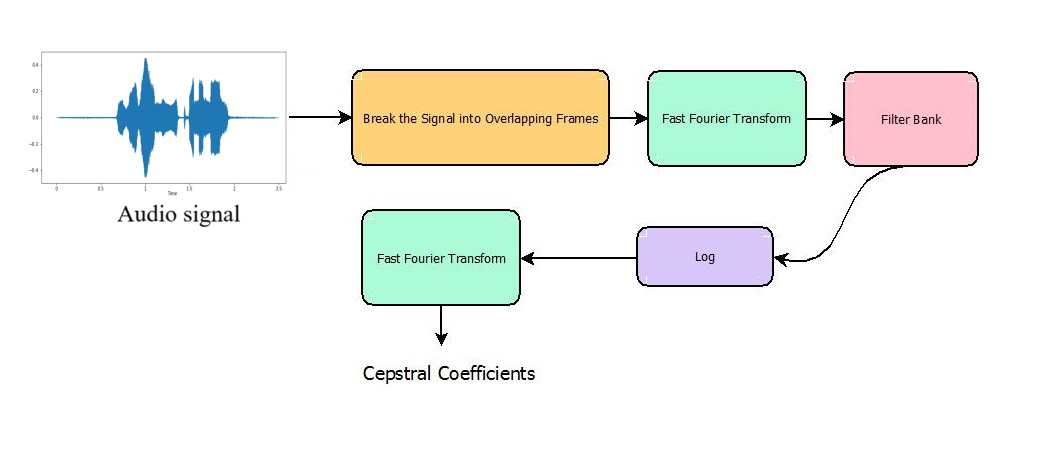 0.4
0.2
0.0
−0.2
−0.4
0 0.5 1 1.5 2 2.5
Time
Audio signal
Break the Signal into Overlapping Frames
Fast Fourier Transform
Filter Bank
Log
Fast Fourier Transform
Cepstral Coefficients